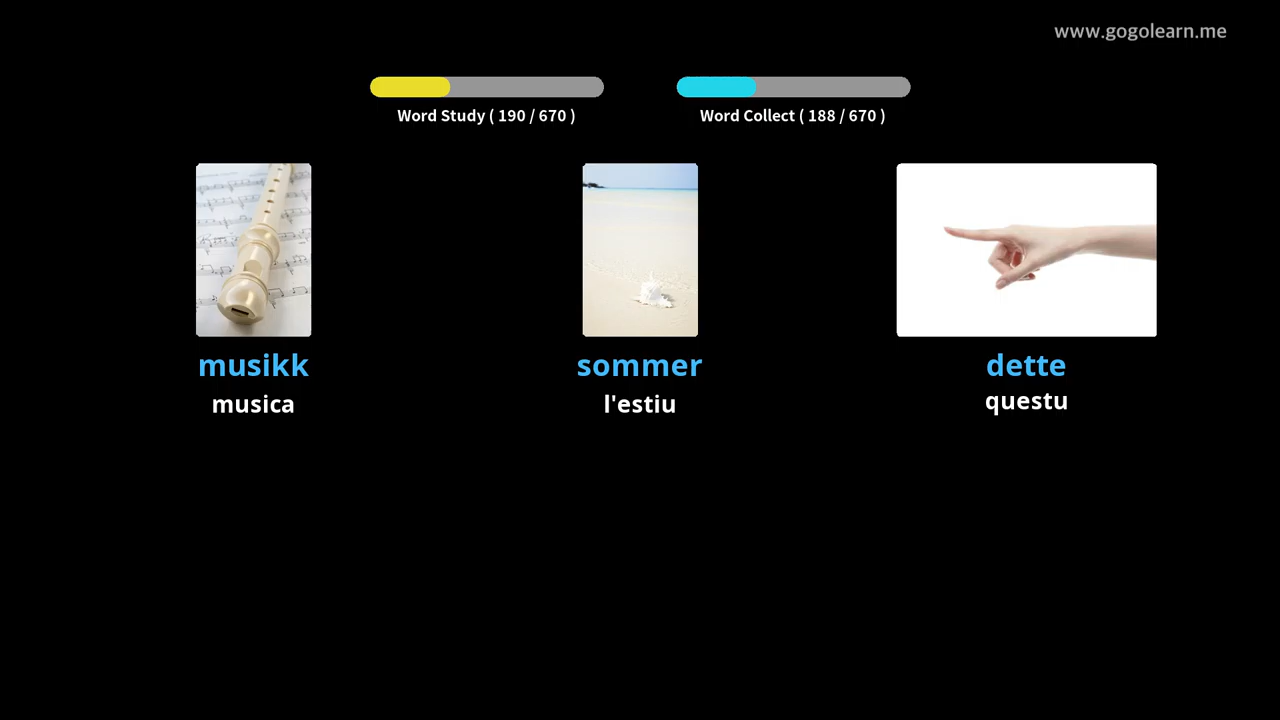 www.gogolearn.me
Word Study ( 190 / 670 )
Word Collect ( 188 / 670 )
musikk
musica
sommer
l'estiu
dette
questu